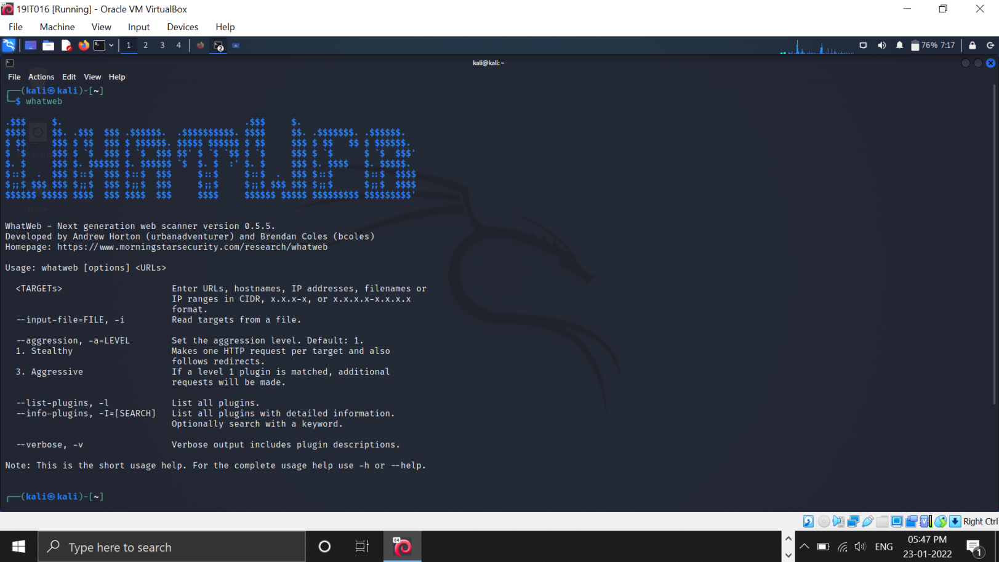 19IT016 [Running] - Oracle VM VirtualBox
File Machine View Input Devices Help
1 2 3 4 2 76% 7:17
kali@kali: ~
File Actions Edit View Help
┌──(kali㉿kali)-[~]
└─$ whatweb
WhatWeb - Next generation web scanner version 0.5.5.
Developed by Andrew Horton (urbanadventurer) and Brendan Coles (bcoles)
Homepage: https://www.morningstarsecurity.com/research/whatweb
Usage: whatweb [options] <URLs>
<TARGETs> Enter URLs, hostnames, IP addresses, filenames or
IP ranges in CIDR, x.x.x-x, or x.x.x.x-x.x.x.x
format.
--input-file=FILE, -i Read targets from a file.
--aggression, -a=LEVEL Set the aggression level. Default: 1.
1. Stealthy Makes one HTTP request per target and also
follows redirects.
3. Aggressive If a level 1 plugin is matched, additional
requests will be made.
--list-plugins, -l List all plugins.
--info-plugins, -I=[SEARCH] List all plugins with detailed information.
Optionally search with a keyword.
--verbose, -v Verbose output includes plugin descriptions.
Note: This is the short usage help. For the complete usage help use -h or --help.
┌──(kali㉿kali)-[~]
Right Ctrl
Type here to search
64
ENG
05:47 PM
23-01-2022
1